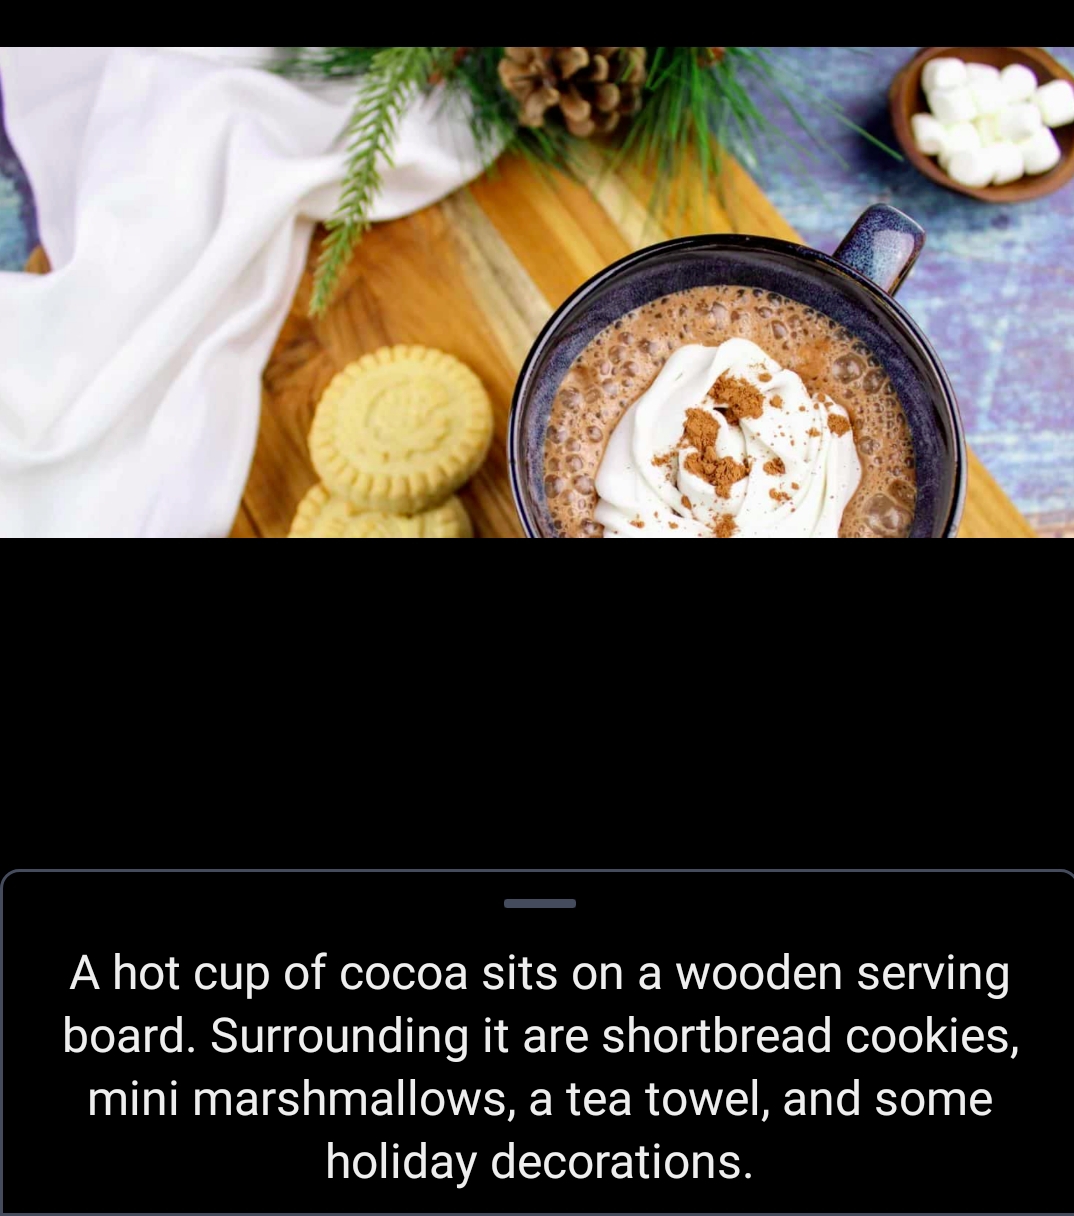 A hot cup of cocoa sits on a wooden serving
board. Surrounding it are shortbread cookies,
mini marshmallows, a tea towel, and some
holiday decorations.